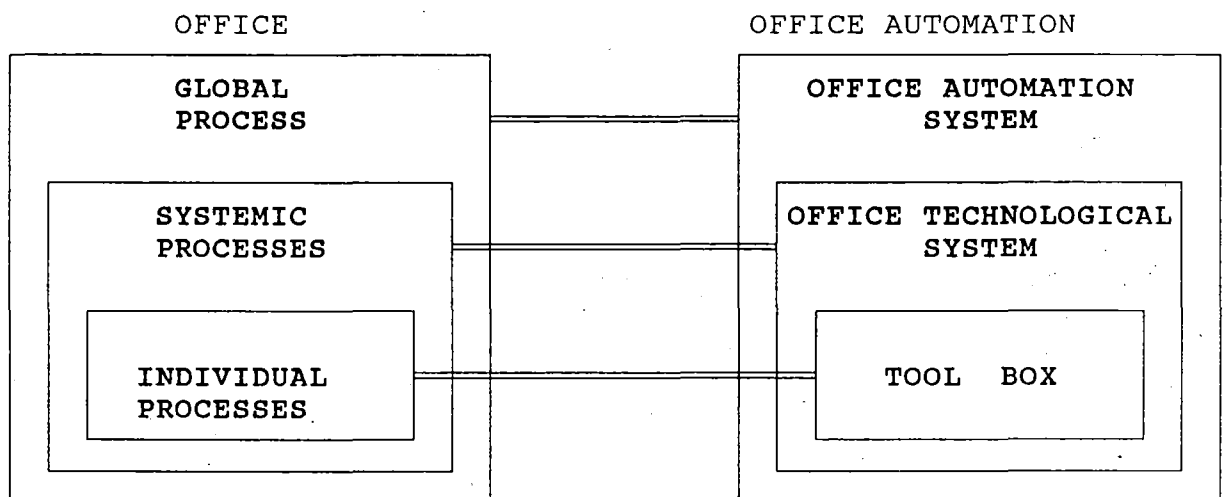 OFFICE
OFFICE AUTOMATION
GLOBAL
PROCESS
OFFICE AUTOMATION
SYSTEM
SYSTEMIC
PROCESSES
OFFICE TECHNOLOGICAL
SYSTEM
INDIVIDUAL
PROCESSES
TOOL BOX